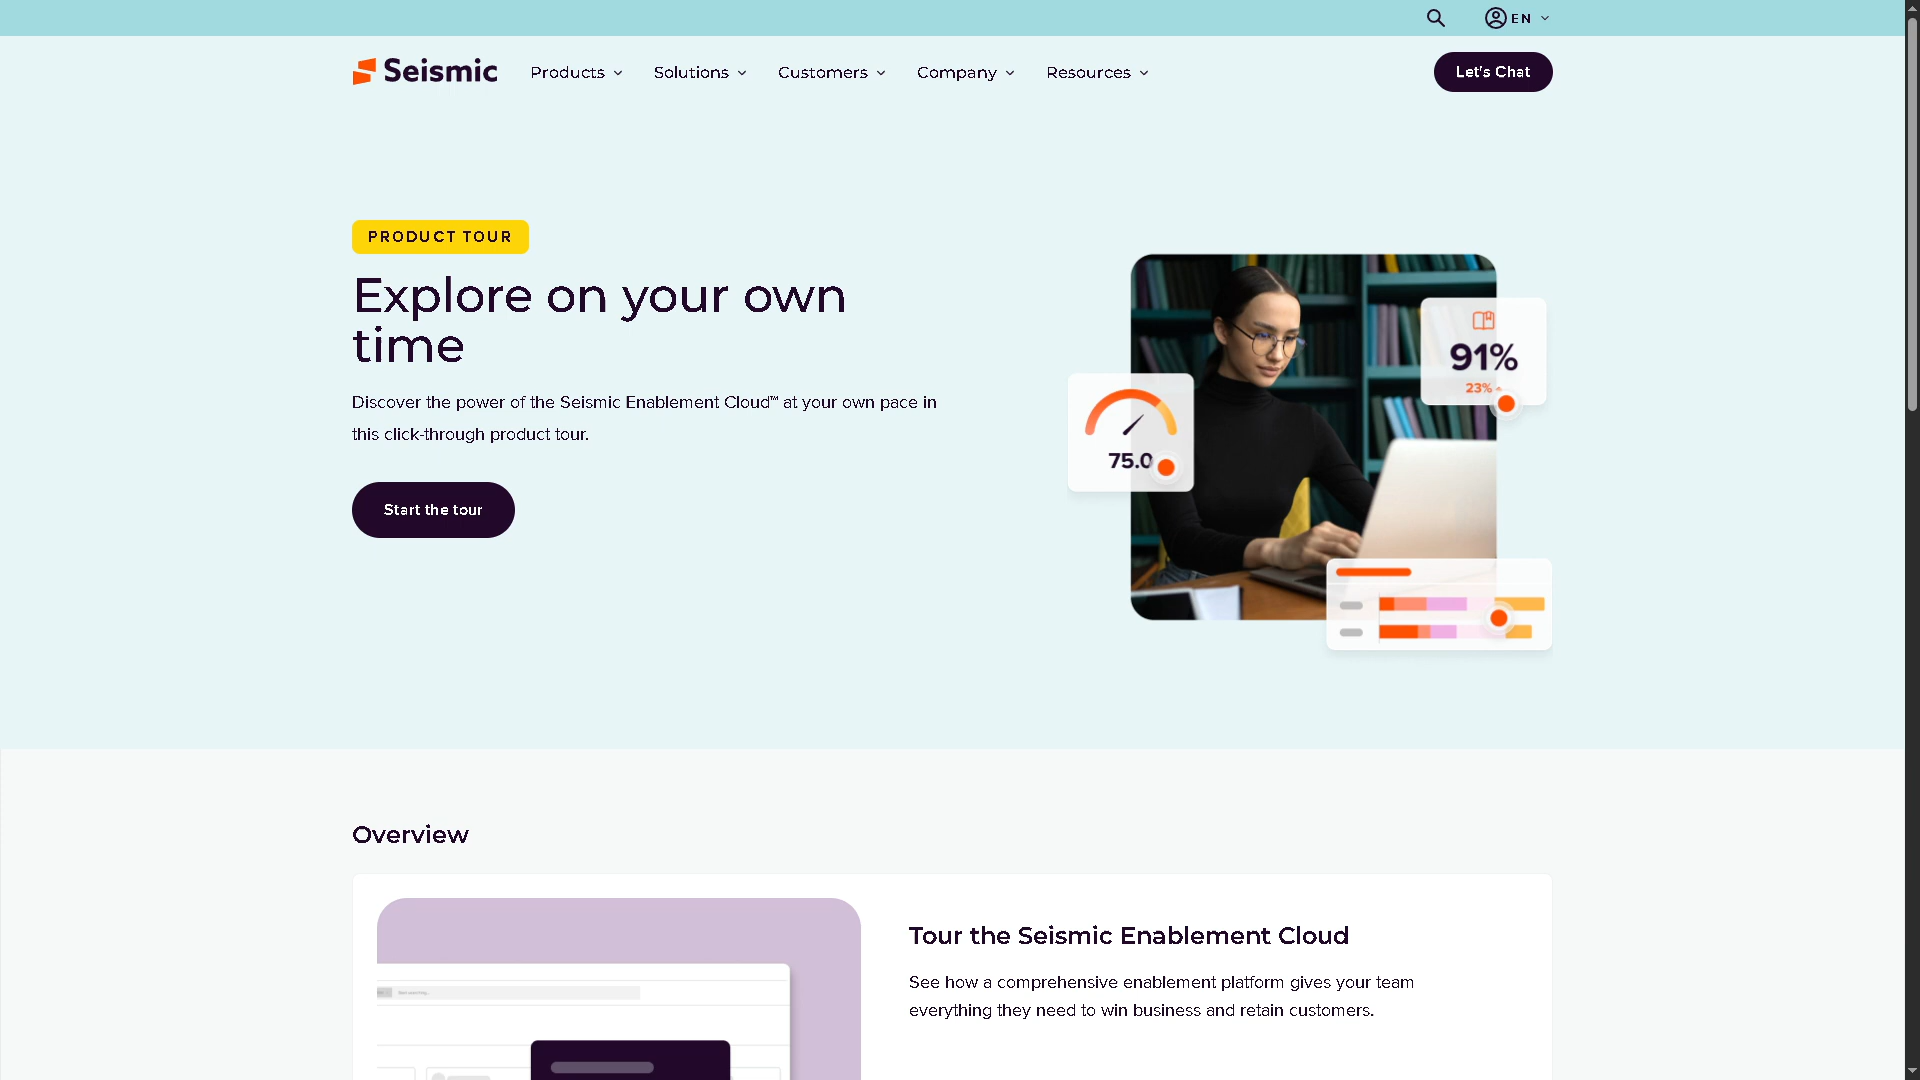 EN
Seismic
Products
Solutions
Customers
Company
Resources
Let's Chat
PRODUCT TOUR
Explore on your own
time
Discover the power of the Seismic Enablement Cloud™ at your own pace in
this click-through product tour.
Start the tour
91%
23%
75.0
Overview
Tour the Seismic Enablement Cloud
See how a comprehensive enablement platform gives your team
everything they need to win business and retain customers.